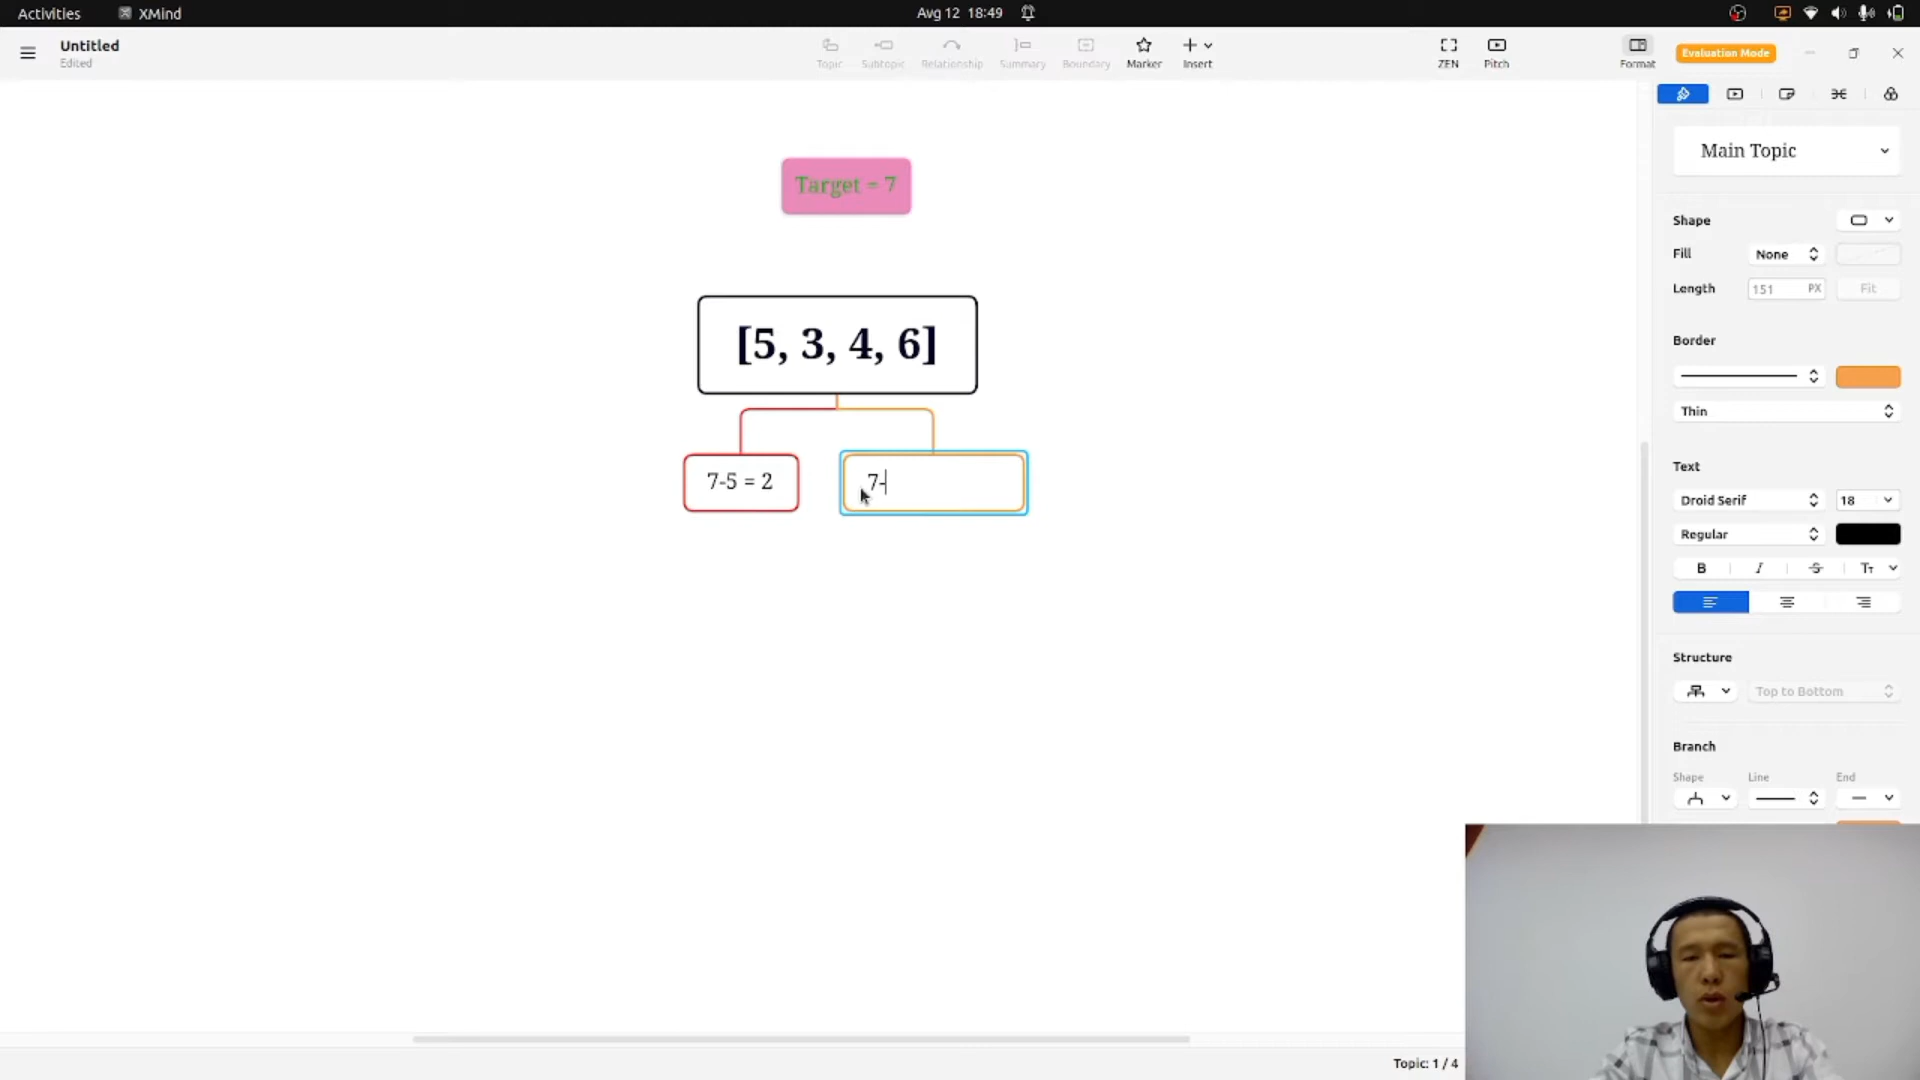 Activities
XMind
Avg 12 18:49
Untitled
Edited
Topic
Subtopic
Relationship
Summary
Boundary
Marker
Insert
ZEN
Pitch
Format
Evaluation Mode
Main Topic
Target = 7
Shape
Fill
None
Length
151
PX
Fit
[5, 3, 4, 6]
Border
Thin
7-5 = 2
7-
Text
Droid Serif
18
Regular
B
I
S
Tт
Structure
Top to Bottom
Branch
Shape
Line
End
Topic: 1 / 4